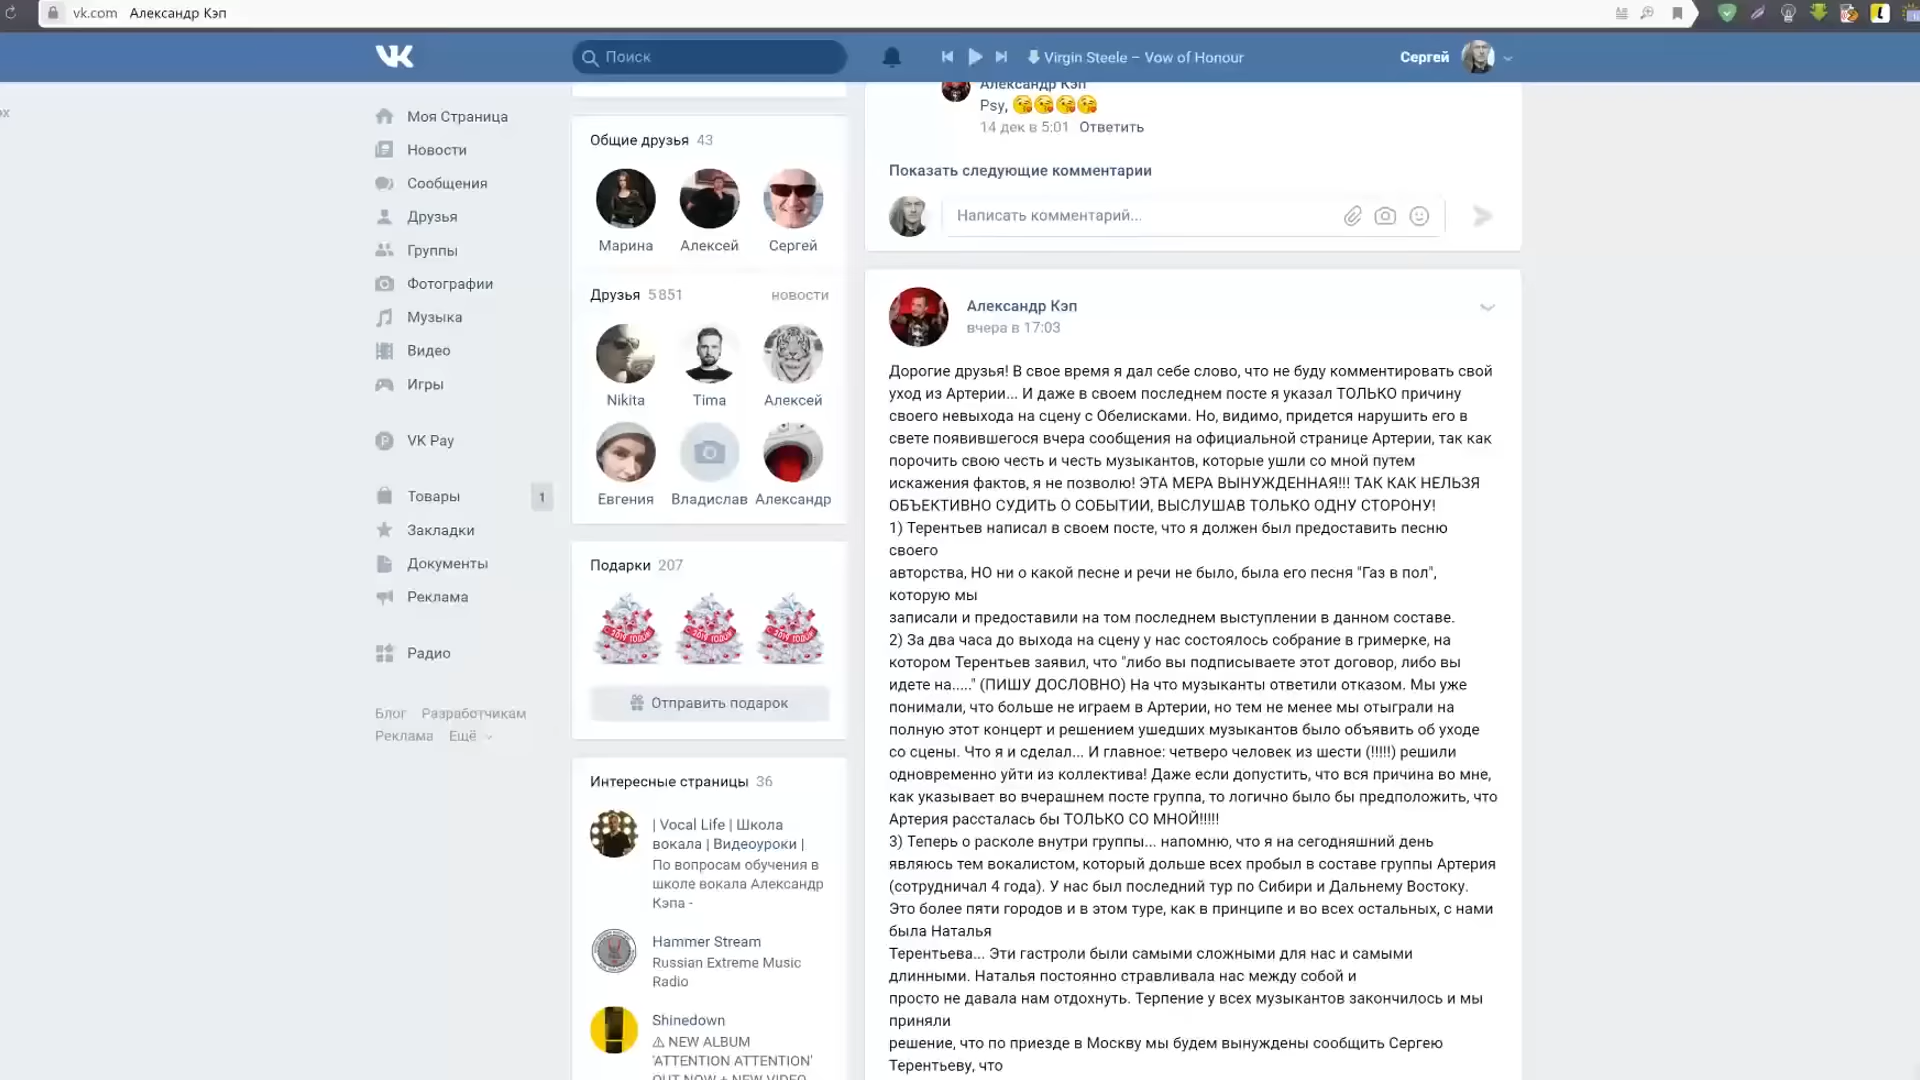 vk.com Александр Кэп
Поиск
Virgin Steele – Vow of Honour
Сергей
Моя Страница
Новости
Сообщения
Друзья
Группы
Фотографии
Музыка
Видео
Игры
VK Pay
Товары 1
Закладки
Документы
Реклама
Радио
Блог Разработчикам
Реклама Ещё
Общие друзья 43
Марина Алексей Сергей
Друзья 5 851 новости
Nikita Tima Алексей
Евгения Владислав Александр
Подарки 207
Отправить подарок
Интересные страницы 36
| Vocal Life | Школа
вокала | Видеоуроки |
По вопросам обучения в
школе вокала Александр
Кэпа -
Hammer Stream
Russian Extreme Music
Radio
Shinedown
⚠ NEW ALBUM
'ATTENTION ATTENTION'
OUT NOW + NEW VIDEO
Александр Кэп
Psy, 😘😘😘😘
14 дек в 5:01 Ответить
Показать следующие комментарии
Написать комментарий...
Александр Кэп
вчера в 17:03
Дорогие друзья! В свое время я дал себе слово, что не буду комментировать свой
уход из Артерии... И даже в своем последнем посте я указал ТОЛЬКО причину
своего невыхода на сцену с Обелисками. Но, видимо, придется нарушить его в
свете появившегося вчера сообщения на официальной странице Артерии, так как
порочить свою честь и честь музыкантов, которые ушли со мной путем
искажения фактов, я не позволю! ЭТА МЕРА ВЫНУЖДЕННАЯ!!! ТАК КАК НЕЛЬЗЯ
ОБЪЕКТИВНО СУДИТЬ О СОБЫТИИ, ВЫСЛУШАВ ТОЛЬКО ОДНУ СТОРОНУ!
1) Терентьев написал в своем посте, что я должен был предоставить песню
своего
авторства, НО ни о какой песне и речи не было, была его песня "Газ в пол",
которую мы
записали и предоставили на том последнем выступлении в данном составе.
2) За два часа до выхода на сцену у нас состоялось собрание в гримерке, на
котором Терентьев заявил, что "либо вы подписываете этот договор, либо вы
идете на....." (ПИШУ ДОСЛОВНО) На что музыканты ответили отказом. Мы уже
понимали, что больше не играем в Артерии, но тем не менее мы отыграли на
полную этот концерт и решением ушедших музыкантов было объявить об уходе
со сцены. Что я и сделал... И главное: четверо человек из шести (!!!!!) решили
одновременно уйти из коллектива! Даже если допустить, что вся причина во мне,
как указывает во вчерашнем посте группа, то логично было бы предположить, что
Артерия рассталась бы ТОЛЬКО СО МНОЙ!!!!!
3) Теперь о расколе внутри группы... напомню, что я на сегодняшний день
являюсь тем вокалистом, который дольше всех пробыл в составе группы Артерия
(сотрудничал 4 года). У нас был последний тур по Сибири и Дальнему Востоку.
Это более пяти городов и в этом туре, как в принципе и во всех остальных, с нами
была Наталья
Терентьева... Эти гастроли были самыми сложными для нас и самыми
длинными. Наталья постоянно стравливала нас между собой и
просто не давала нам отдохнуть. Терпение у всех музыкантов закончилось и мы
приняли
решение, что по приезде в Москву мы будем вынуждены сообщить Сергею
Терентьеву, что